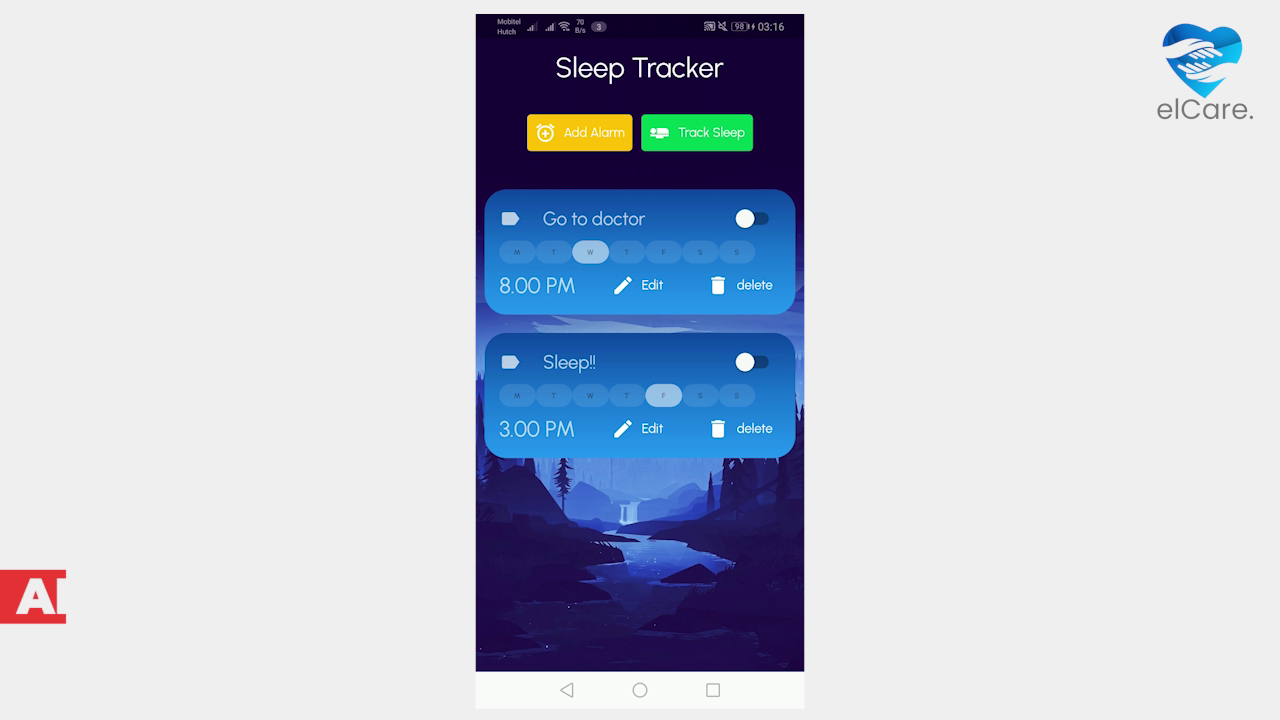 Mobitel
Hutch
70
B/s
3
98
03:16
Sleep Tracker
Add Alarm
Track Sleep
Go to doctor
M T W T F S S
8.00 PM
Edit
delete
Sleep!!
M T W T F S S
3.00 PM
Edit
delete
elCare.
A